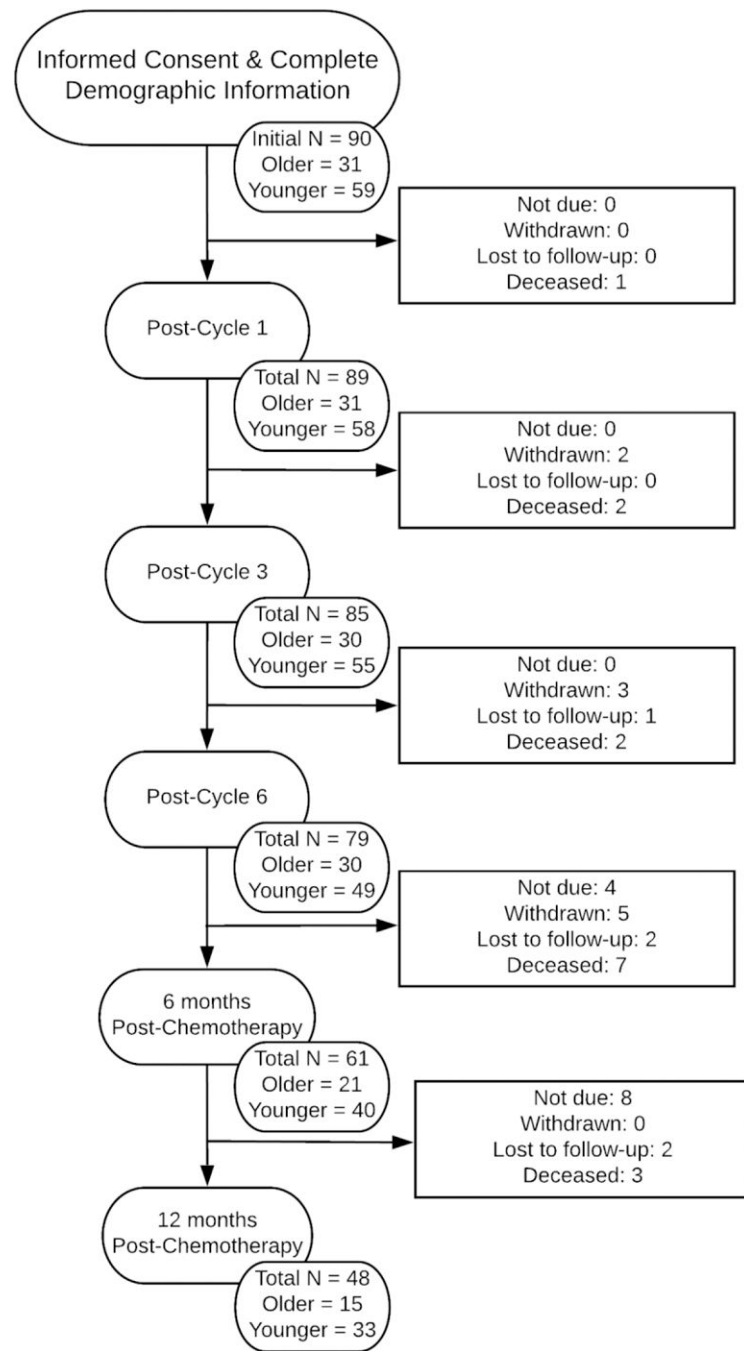 Informed Consent & Complete
Demographic Information
Initial N = 90
Older = 31
Younger = 59
Not due: 0
Withdrawn: 0
Lost to follow-up: 0
Deceased: 1
Post-Cycle 1
Total N = 89
Older = 31
Younger = 58
Not due: 0
Withdrawn: 2
Lost to follow-up: 0
Deceased: 2
Post-Cycle 3
Total N = 85
Older = 30
Younger = 55
Not due: 0
Withdrawn: 3
Lost to follow-up: 1
Deceased: 2
Post-Cycle 6
Total N = 79
Older = 30
Younger = 49
Not due: 4
Withdrawn: 5
Lost to follow-up: 2
Deceased: 7
6 months
Post-Chemotherapy
Total N = 61
Older = 21
Younger = 40
Not due: 8
Withdrawn: 0
Lost to follow-up: 2
Deceased: 3
12 months
Post-Chemotherapy
Total N = 48
Older = 15
Younger = 33